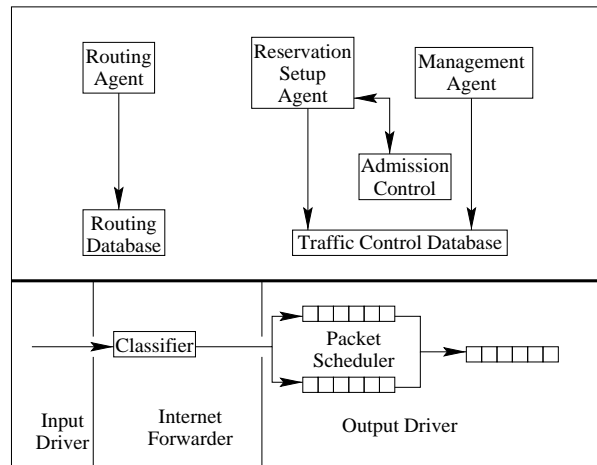 Routing
Agent
Reservation
Setup
Agent
Management
Agent
Admission
Control
Routing
Database
Traffic Control Database
Classifier
Packet
Scheduler
Input
Driver
Internet
Forwarder
Output Driver